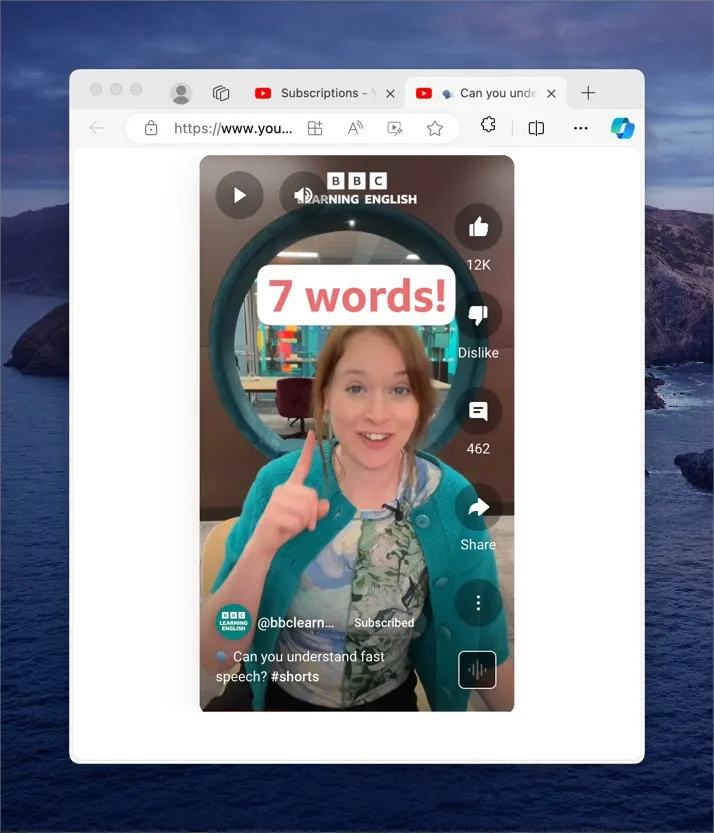 Subscriptions - Y
Can you unde
https://www.you...
BBC
LEARNING ENGLISH
7 words!
12K
Dislike
462
Share
BBC
LEARNING
ENGLISH
@bbclearn...
Subscribed
Can you understand fast
speech? #shorts